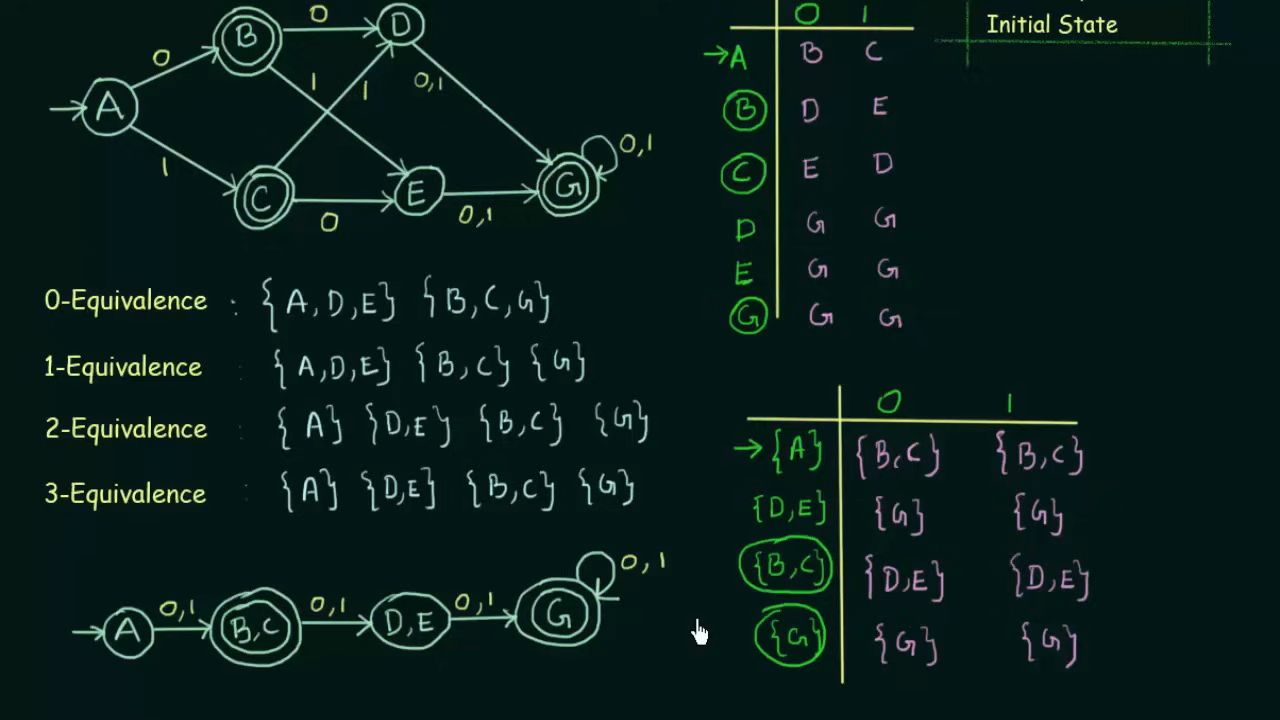 0
B
D
0
1
1
0,1
A
1
0,1
C
0
E
0,1
G
0 1
→A B C
B D E
C E D
D G G
E G G
G G G
Initial State
0-Equivalence : {A,D,E} {B,C,G}
1-Equivalence : {A,D,E} {B,C} {G}
2-Equivalence : {A} {D,E} {B,C} {G}
3-Equivalence : {A} {D,E} {B,C} {G}
0 1
→{A} {B,C} {B,C}
{D,E} {G} {G}
{B,C} {D,E} {D,E}
{G} {G} {G}
0,1 0,1 0,1 0,1
A B,C D,E G